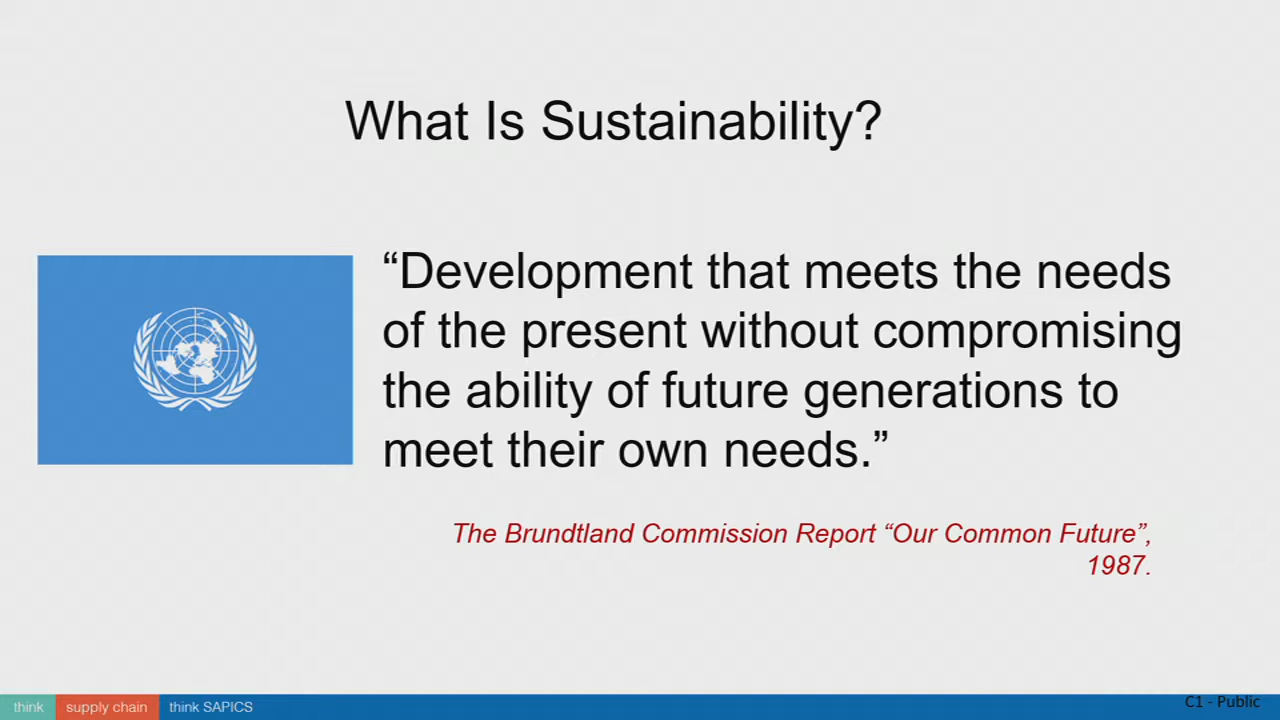 What Is Sustainability?
“Development that meets the needs
of the present without compromising
the ability of future generations to
meet their own needs.”
The Brundtland Commission Report “Our Common Future”,
1987.
think supply chain think SAPICS
C1 - Public